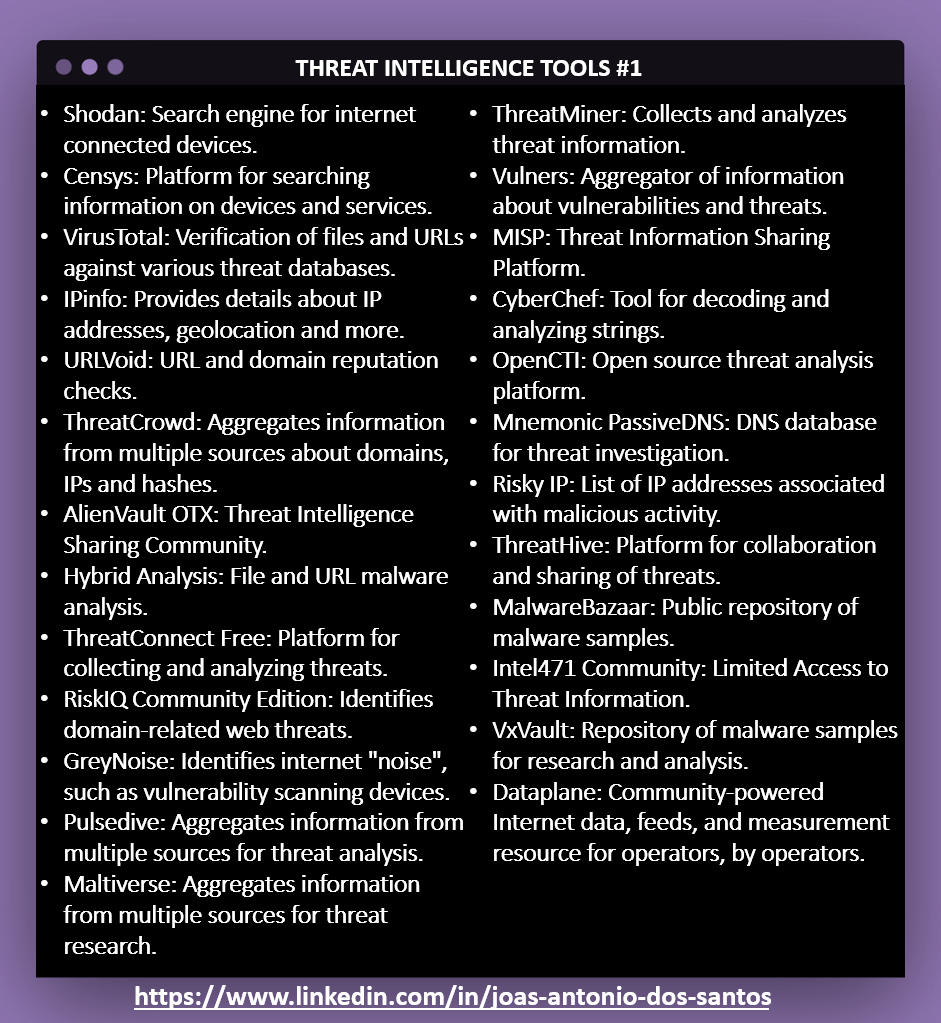 THREAT INTELLIGENCE TOOLS #1
• Shodan: Search engine for internet
connected devices.
• Censys: Platform for searching
information on devices and services.
• VirusTotal: Verification of files and URLs
against various threat databases.
• IPinfo: Provides details about IP
addresses, geolocation and more.
• URLVoid: URL and domain reputation
checks.
• ThreatCrowd: Aggregates information
from multiple sources about domains,
IPs and hashes.
• AlienVault OTX: Threat Intelligence
Sharing Community.
• Hybrid Analysis: File and URL malware
analysis.
• ThreatConnect Free: Platform for
collecting and analyzing threats.
• RiskIQ Community Edition: Identifies
domain-related web threats.
• GreyNoise: Identifies internet "noise",
such as vulnerability scanning devices.
• Pulsedive: Aggregates information from
multiple sources for threat analysis.
• Maltiverse: Aggregates information
from multiple sources for threat
research.
• ThreatMiner: Collects and analyzes
threat information.
• Vulners: Aggregator of information
about vulnerabilities and threats.
• MISP: Threat Information Sharing
Platform.
• CyberChef: Tool for decoding and
analyzing strings.
• OpenCTI: Open source threat analysis
platform.
• Mnemonic PassiveDNS: DNS database
for threat investigation.
• Risky IP: List of IP addresses associated
with malicious activity.
• ThreatHive: Platform for collaboration
and sharing of threats.
• MalwareBazaar: Public repository of
malware samples.
• Intel471 Community: Limited Access to
Threat Information.
• VxVault: Repository of malware samples
for research and analysis.
• Dataplane: Community-powered
Internet data, feeds, and measurement
resource for operators, by operators.
https://www.linkedin.com/in/joas-antonio-dos-santos